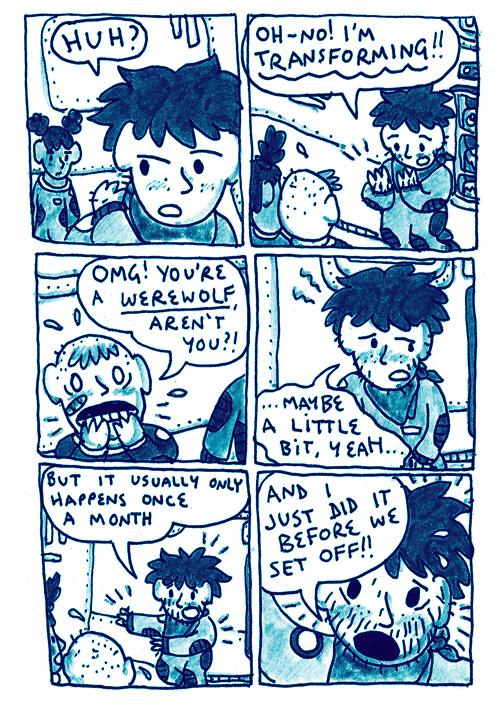 HUH?
OH-NO! I'M
TRANSFORMING!!
OMG! YOU'RE
A WEREWOLF,
AREN'T
YOU?!
...MAYBE
A LITTLE
BIT, YEAH...
BUT IT USUALLY ONLY
HAPPENS ONCE
A MONTH
AND I
JUST DID IT
BEFORE WE
SET OFF!!